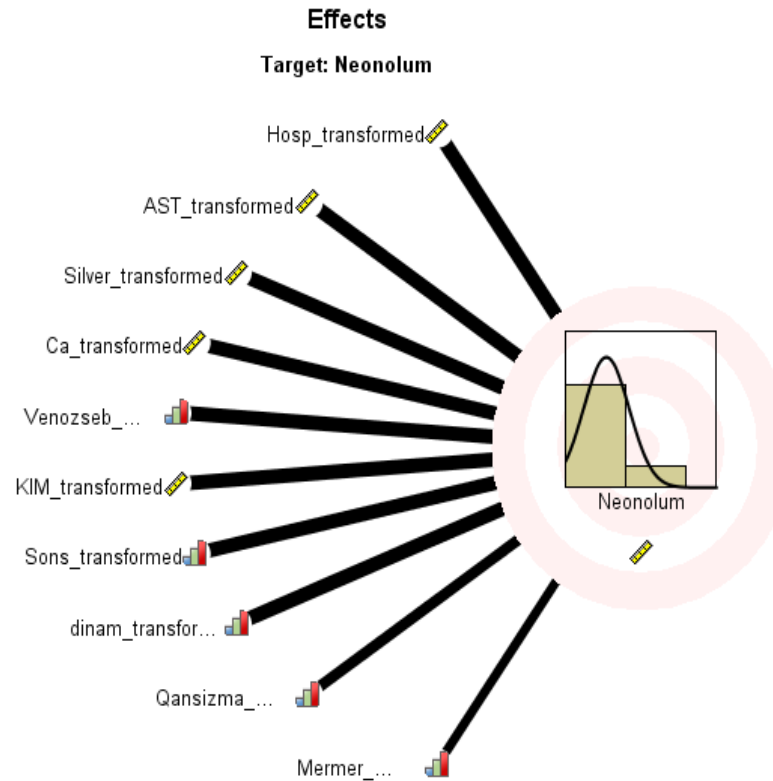 Effects
Target: Neonolum
Hosp_transformed
AST_transformed
Silver_transformed
Ca_transformed
Venozseb_...
KIM_transformed
Sons_transformed
dinam_transfor...
Qansizma_...
Mermer_...
Neonolum